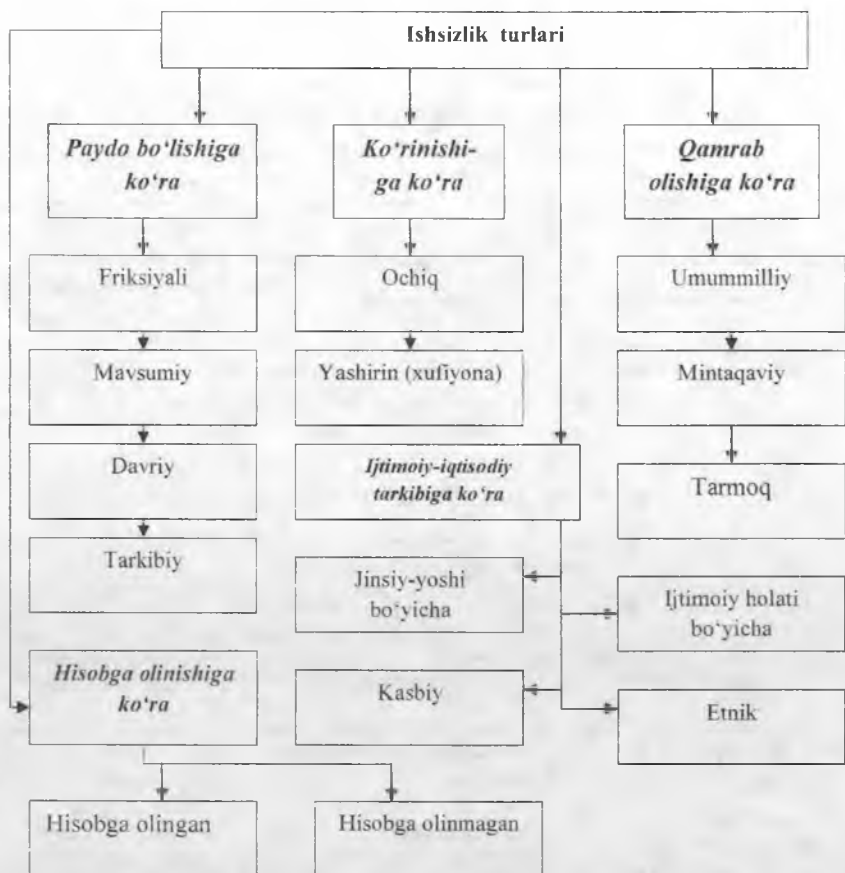 Ishsizlik turlari
Paydo bo‘lishiga
ko‘ra
Ko‘rinishi-
ga ko‘ra
Qamrab
olishiga ko‘ra
Friksiyali
Ochiq
Umummilliy
Mavsumiy
Yashirin (xufiyona)
Mintaqaviy
Davriy
Ijtimoiy-iqtisodiy
tarkibiga ko‘ra
Tarmoq
Tarkibiy
Jinsiy-yoshi
bo‘yicha
Ijtimoiy holati
bo‘yicha
Hisobga olinishiga
ko‘ra
Kasbiy
Etnik
Hisobga olingan
Hisobga olinmagan